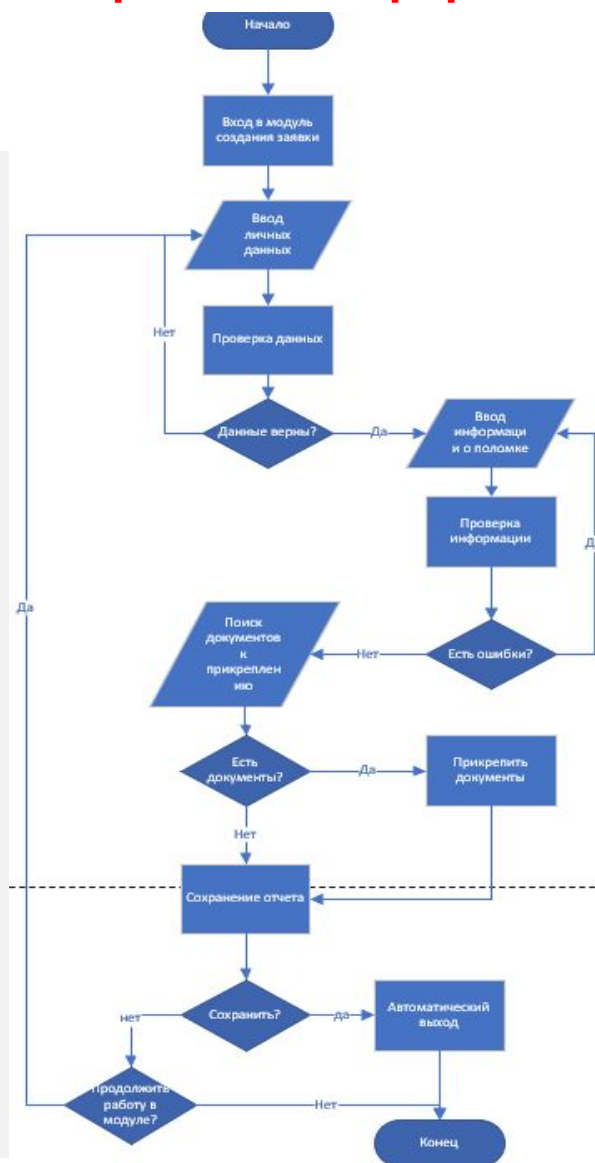 Начало
Вход в модуль
создания заявки
Ввод
личных
данных
Нет
Проверка данных
Данные верны?
Да
Ввод
информаци
и о поломке
Проверка
информации
Есть ошибки?
Нет
Поиск
документов
к
прикреплен
ию
Да
Есть
документы?
Да
Прикрепить
документы
Нет
Сохранение отчета
Сохранить?
нет
да
Автоматический
выход
Продолжить
работу в
модуле?
Нет
Конец